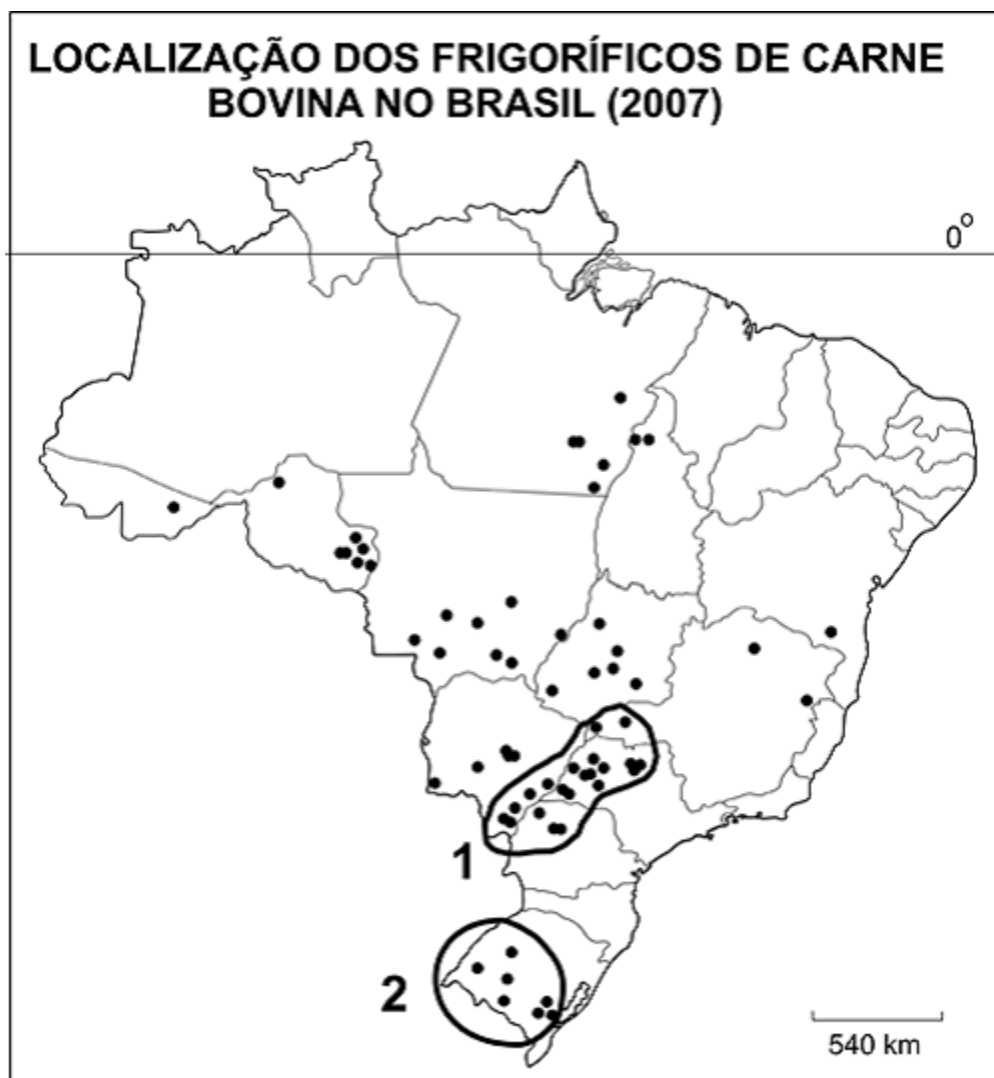 LOCALIZAÇÃO DOS FRIGORÍFICOS DE CARNE
BOVINA NO BRASIL (2007)
0°
1
2
540 km